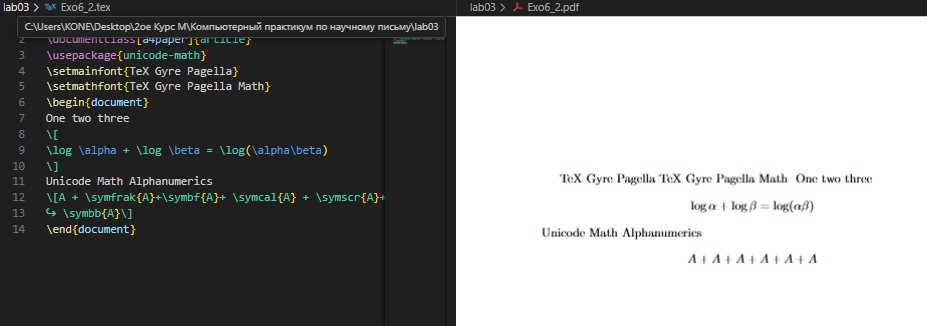 lab03 > TeX Exo6_2.tex
lab03 > Exo6_2.pdf
C:\Users\KONE\Desktop\2ое Курс М\Компьютерный практикум по научному письму\lab03
2 \documentclass[a4paper]{article}
3 \usepackage{unicode-math}
4 \setmainfont{TeX Gyre Pagella}
5 \setmathfont{TeX Gyre Pagella Math}
6 \begin{document}
7 One two three
8 \[
9 \log \alpha + \log \beta = \log(\alpha\beta)
10 \]
11 Unicode Math Alphanumerics
12 \[A + \symfrak{A}+\symbf{A}+ \symcal{A} + \symscr{A}+
13 ↪ \symbb{A}\]
14 \end{document}
TeX Gyre Pagella TeX Gyre Pagella Math One two three
log α + log β = log(αβ)
Unicode Math Alphanumerics
A + A + A + A + A + A